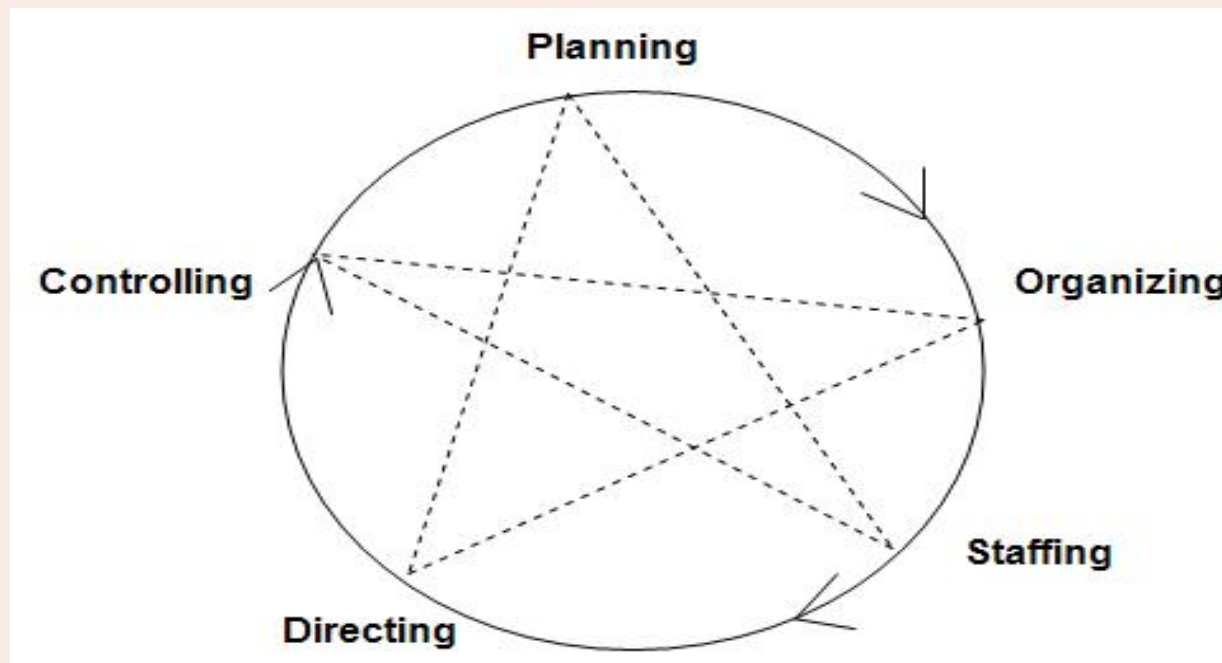 Planning
Organizing
Staffing
Directing
Controlling